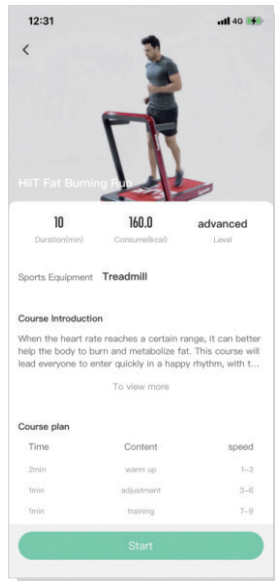 12:31
4G
HIIT Fat Burning Run
10 160.0 advanced
Duration(min) Consume(kcal) Level
Sports Equipment Treadmill
Course Introduction
When the heart rate reaches a certain range, it can better
help the body to burn and metabolize fat. This course will
lead everyone to enter quickly in a happy rhythm, with t...
To view more
Course plan
Time Content speed
2min warm up 1-3
1min adjustment 3-6
1min training 7-9
Start